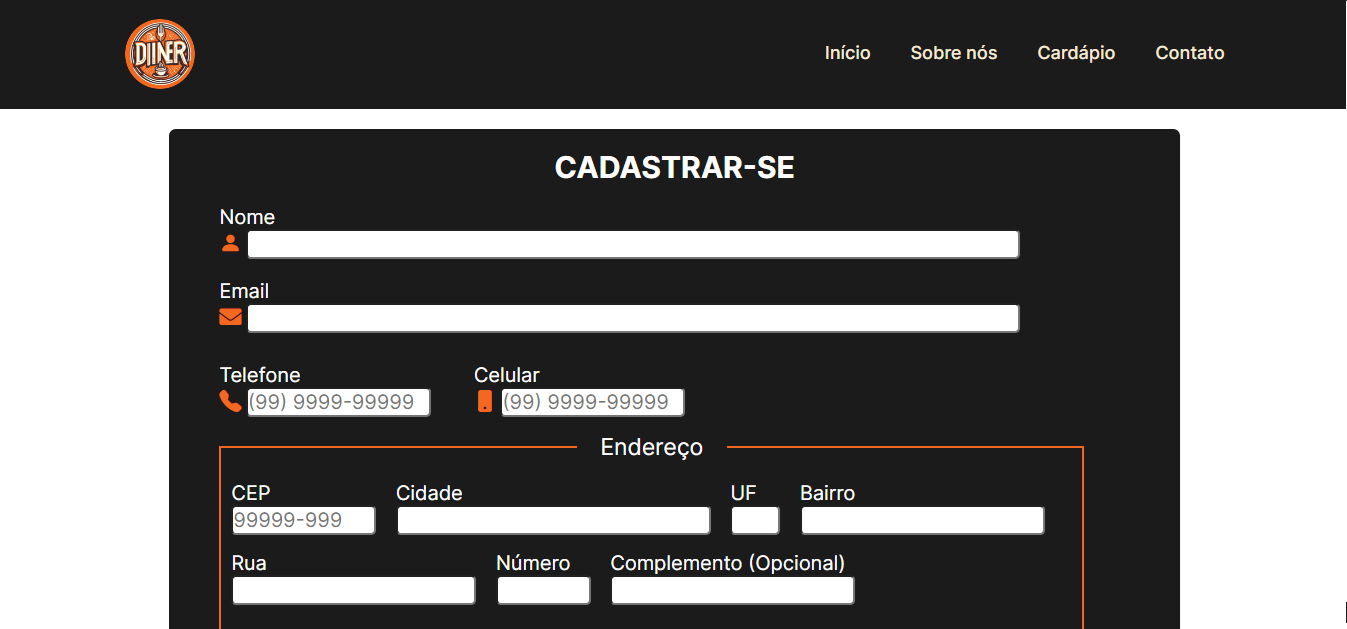 DIINER
Início Sobre nós Cardápio Contato
CADASTRAR-SE
Nome
Email
Telefone Celular
(99) 9999-99999 (99) 9999-99999
Endereço
CEP Cidade UF Bairro
99999-999
Rua Número Complemento (Opcional)